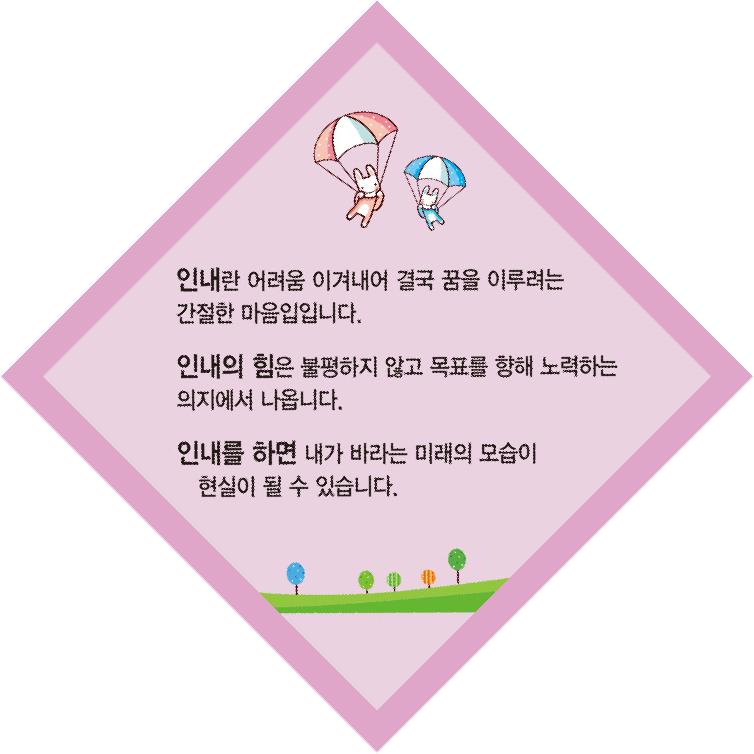 인내란 어려움 이겨내어 결국 꿈을 이루려는
간절한 마음입입니다.
인내의 힘은 불평하지 않고 목표를 향해 노력하는
의지에서 나옵니다.
인내를 하면 내가 바라는 미래의 모습이
현실이 될 수 있습니다.